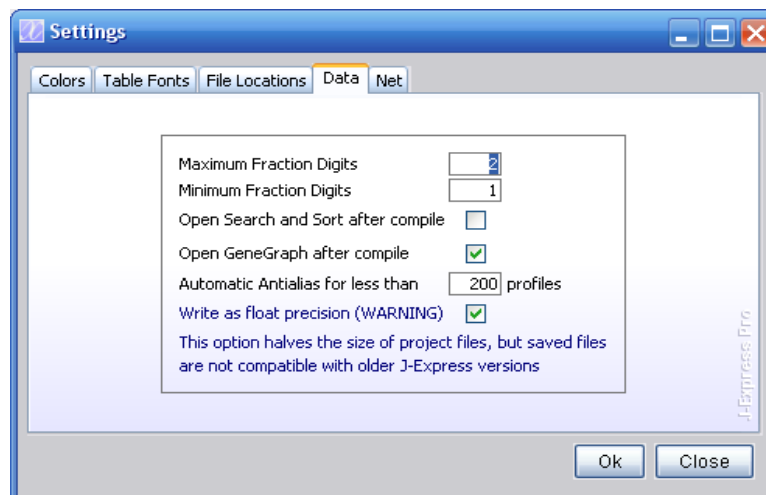 Settings
Colors Table Fonts File Locations Data Net
Maximum Fraction Digits 2
Minimum Fraction Digits 1
Open Search and Sort after compile
Open GeneGraph after compile
Automatic Antialias for less than 200 profiles
Write as float precision (WARNING)
This option halves the size of project files, but saved files
are not compatible with older J-Express versions
J-Express Pro
Ok Close